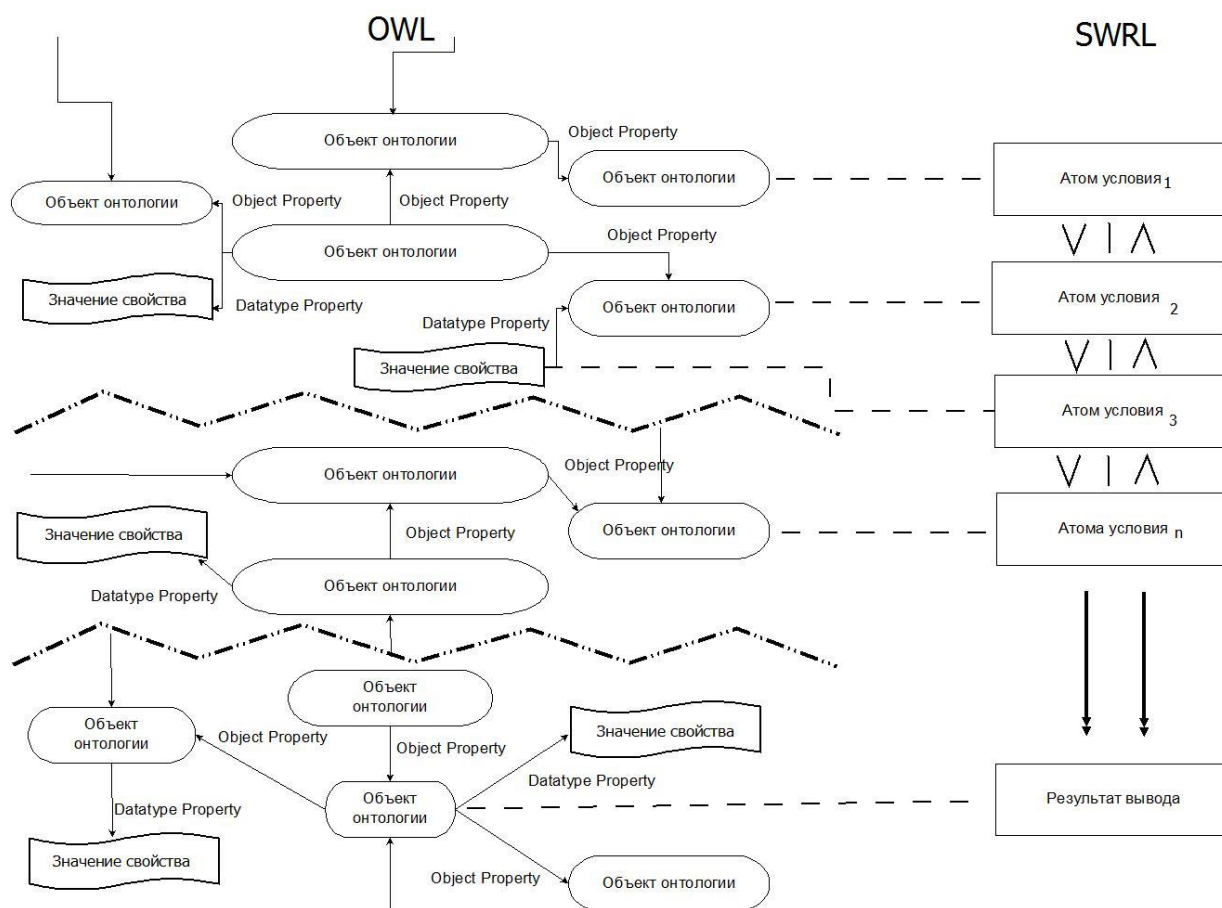 OWL
SWRL
Объект онтологии
Object Property
Объект онтологии
Атом условия 1
Объект онтологии
Object Property
Object Property
Объект онтологии
Object Property
\/ | /\
Значение свойства
Datatype Property
Объект онтологии
Атом условия 2
Datatype Property
Значение свойства
\/ | /\
Атом условия 3
Объект онтологии
Object Property
\/ | /\
Значение свойства
Object Property
Объект онтологии
Атома условия n
Объект онтологии
Datatype Property
Объект
онтологии
Объект
онтологии
Object Property
Object Property
Значение свойства
Datatype Property
Объект
онтологии
Результат вывода
Datatype Property
Значение свойства
Object Property
Объект онтологии